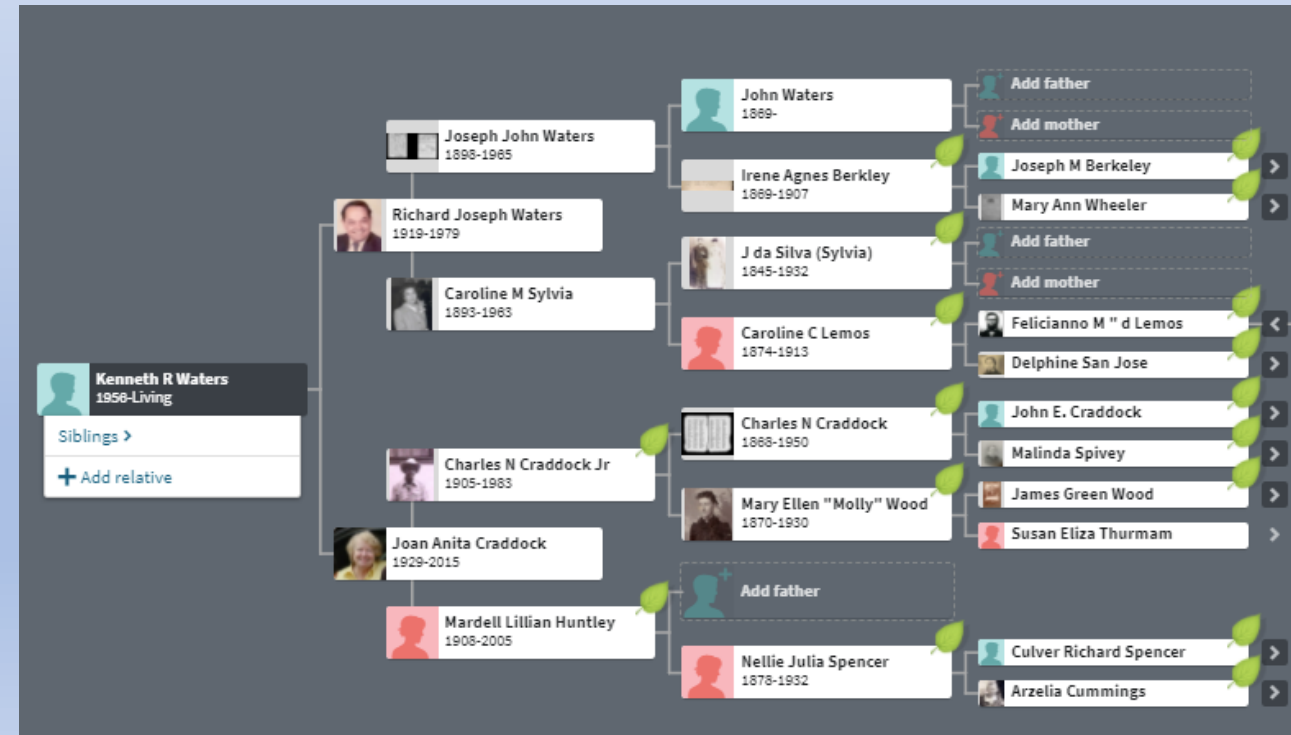 Kenneth R Waters
1956-Living
Siblings >
+ Add relative
Richard Joseph Waters
1919-1979
Joan Anita Craddock
1929-2015
Joseph John Waters
1898-1965
Caroline M Sylvia
1893-1963
Charles N Craddock Jr
1905-1983
Mardell Lillian Huntley
1908-2005
John Waters
1869-
Irene Agnes Berkley
1869-1907
J da Silva (Sylvia)
1845-1932
Caroline C Lemos
1874-1913
Charles N Craddock
1868-1950
Mary Ellen "Molly" Wood
1870-1930
Add father
Nellie Julia Spencer
1878-1932
Add father
Add mother
Joseph M Berkeley
Mary Ann Wheeler
Add father
Add mother
Felicianno M " d Lemos
Delphine San Jose
John E. Craddock
Malinda Spivey
James Green Wood
Susan Eliza Thurmam
Culver Richard Spencer
Arzelia Cummings